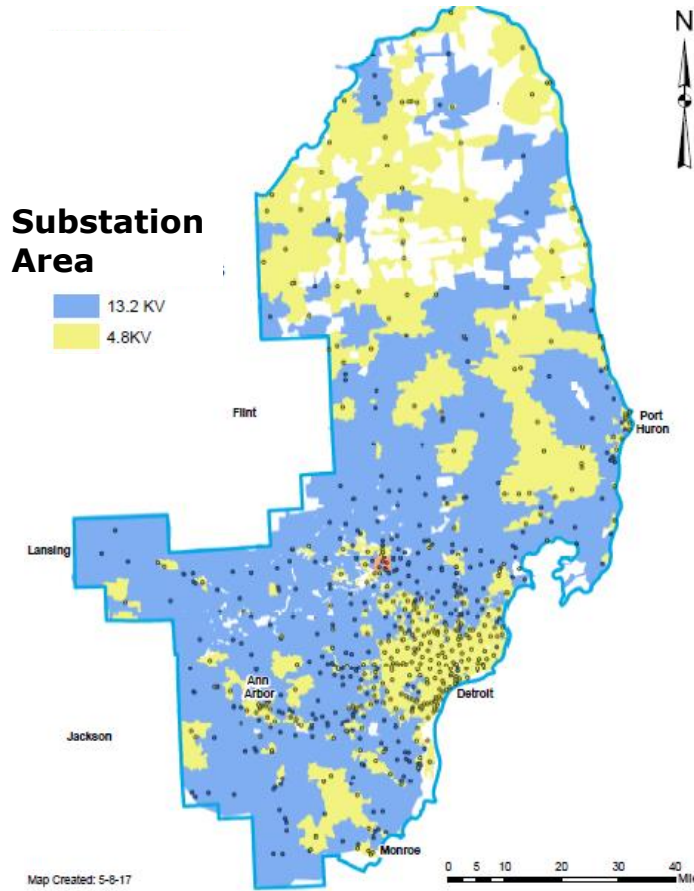 N
Substation
Area
13.2 KV
4.8KV
Flint
Port
Huron
Lansing
Ann
Arbor
Detroit
Jackson
Monroe
Map Created: 5-8-17
0 5 10 20 30 40